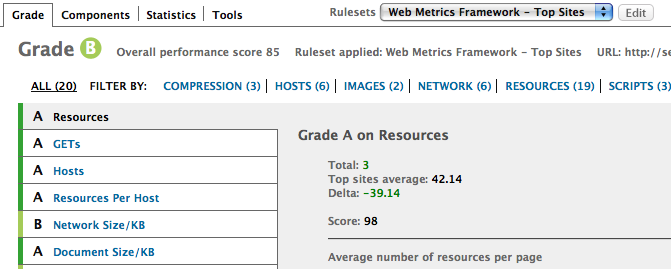 Grade Components Statistics Tools Rulesets Web Metrics Framework – Top Sites Edit
Grade B Overall performance score 85 Ruleset applied: Web Metrics Framework – Top Sites URL: http://se
ALL (20) FILTER BY: COMPRESSION (3) HOSTS (6) IMAGES (2) NETWORK (6) RESOURCES (19) SCRIPTS (3)
A Resources
A GETs
A Hosts
A Resources Per Host
B Network Size/KB
A Document Size/KB
Grade A on Resources
Total: 3
Top sites average: 42.14
Delta: –39.14
Score: 98
Average number of resources per page